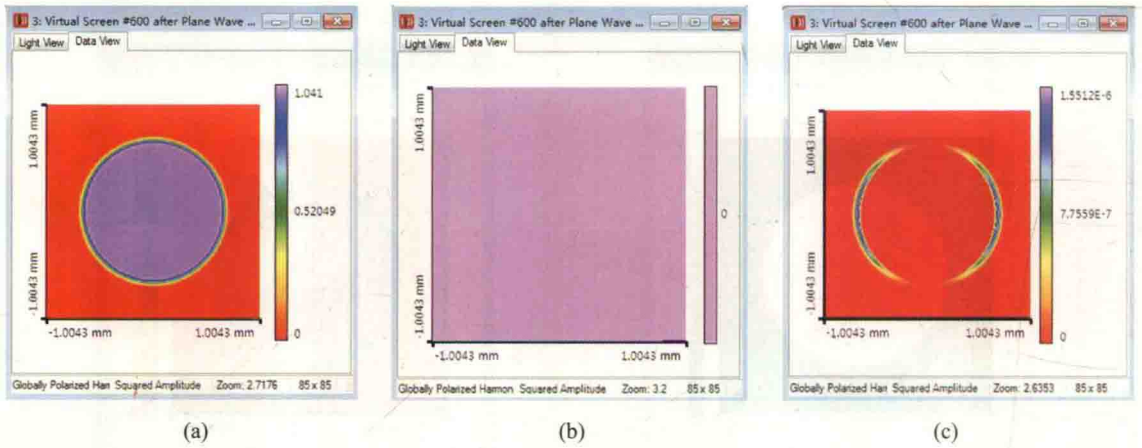 3: Virtual Screen #600 after Plane Wave ...
Light View Data View
1.041
0.52049
0
1.0043 mm
-1.0043 mm
-1.0043 mm 1.0043 mm
Globally Polarized Harr Squared Amplitude Zoom: 2.7176 85 x 85
(a)
3: Virtual Screen #600 after Plane Wave ...
Light View Data View
0
1.0043 mm
-1.0043 mm
-1.0043 mm 1.0043 mm
Globally Polarized Harmon Squared Amplitude Zoom: 3.2 85 x 85
(b)
3: Virtual Screen #600 after Plane Wave ...
Light View Data View
1.5512E-6
7.7559E-7
0
1.0043 mm
-1.0043 mm
-1.0043 mm 1.0043 mm
Globally Polarized Harr Squared Amplitude Zoom: 2.6353 85 x 85
(c)